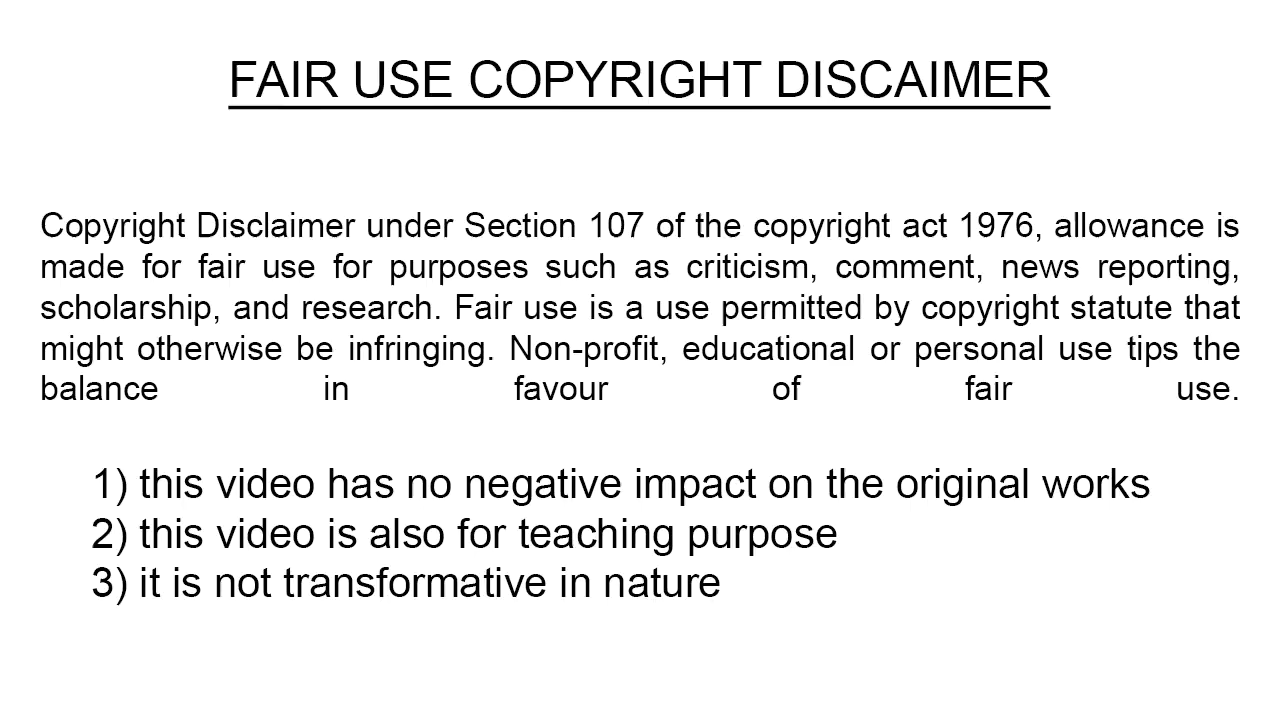 FAIR USE COPYRIGHT DISCAIMER
Copyright Disclaimer under Section 107 of the copyright act 1976, allowance is
made for fair use for purposes such as criticism, comment, news reporting,
scholarship, and research. Fair use is a use permitted by copyright statute that
might otherwise be infringing. Non-profit, educational or personal use tips the
balance in favour of fair use.
1) this video has no negative impact on the original works
2) this video is also for teaching purpose
3) it is not transformative in nature